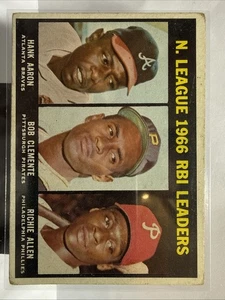 N. LEAGUE 1966 RBI LEADERS
HANK AARON
ATLANTA BRAVES
BOB CLEMENTE
PITTSBURGH PIRATES
RICHIE ALLEN
PHILADELPHIA PHILLIES
A
P
P